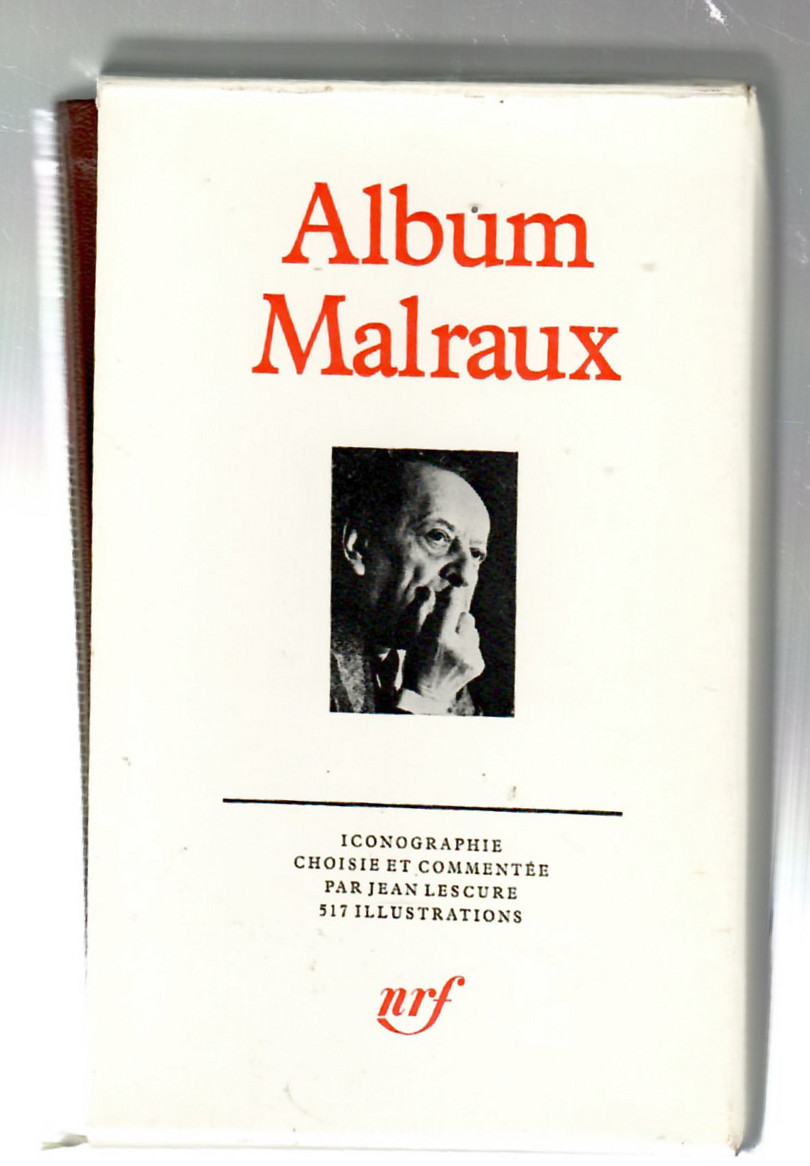 Album
Malraux
ICONOGRAPHIE
CHOISIE ET COMMENTÉE
PAR JEAN LESCURE
517 ILLUSTRATIONS
nrf